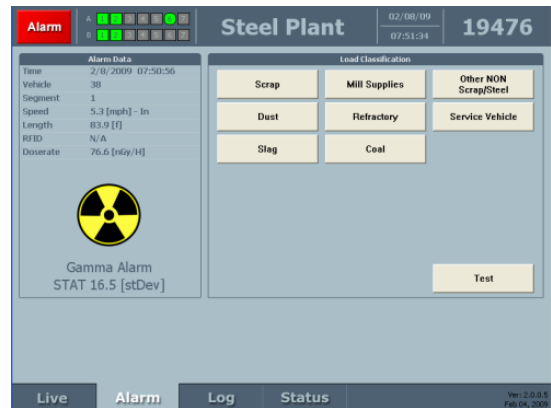 Alarm
A 1 2 3 4 5 6 7
B 1 2 3 4 5 6 7
Steel Plant
02/08/09
07:51:34
19476
Alarm Data
Time 2/8/2009 07:50:56
Vehicle 38
Segment 1
Speed 5.3 [mph] - In
Length 83.9 [f]
RFID N/A
Doserate 76.6 [nGy/H]
Gamma Alarm
STAT 16.5 [stDev]
Load Classification
Scrap
Mill Supplies
Other NON
Scrap/Steel
Dust
Refractory
Service Vehicle
Slag
Coal
Test
Live
Alarm
Log
Status
Ver: 2.0.0.5
Feb 04, 2009